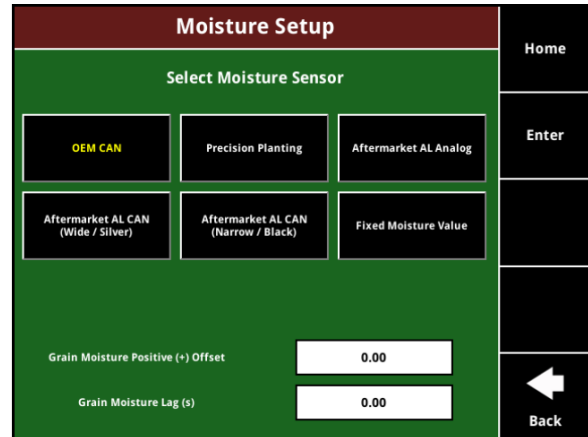 Moisture Setup
Home
Select Moisture Sensor
OEM CAN
Precision Planting
Aftermarket AL Analog
Enter
Aftermarket AL CAN
(Wide / Silver)
Aftermarket AL CAN
(Narrow / Black)
Fixed Moisture Value
Grain Moisture Positive (+) Offset
0.00
Grain Moisture Lag (s)
0.00
Back